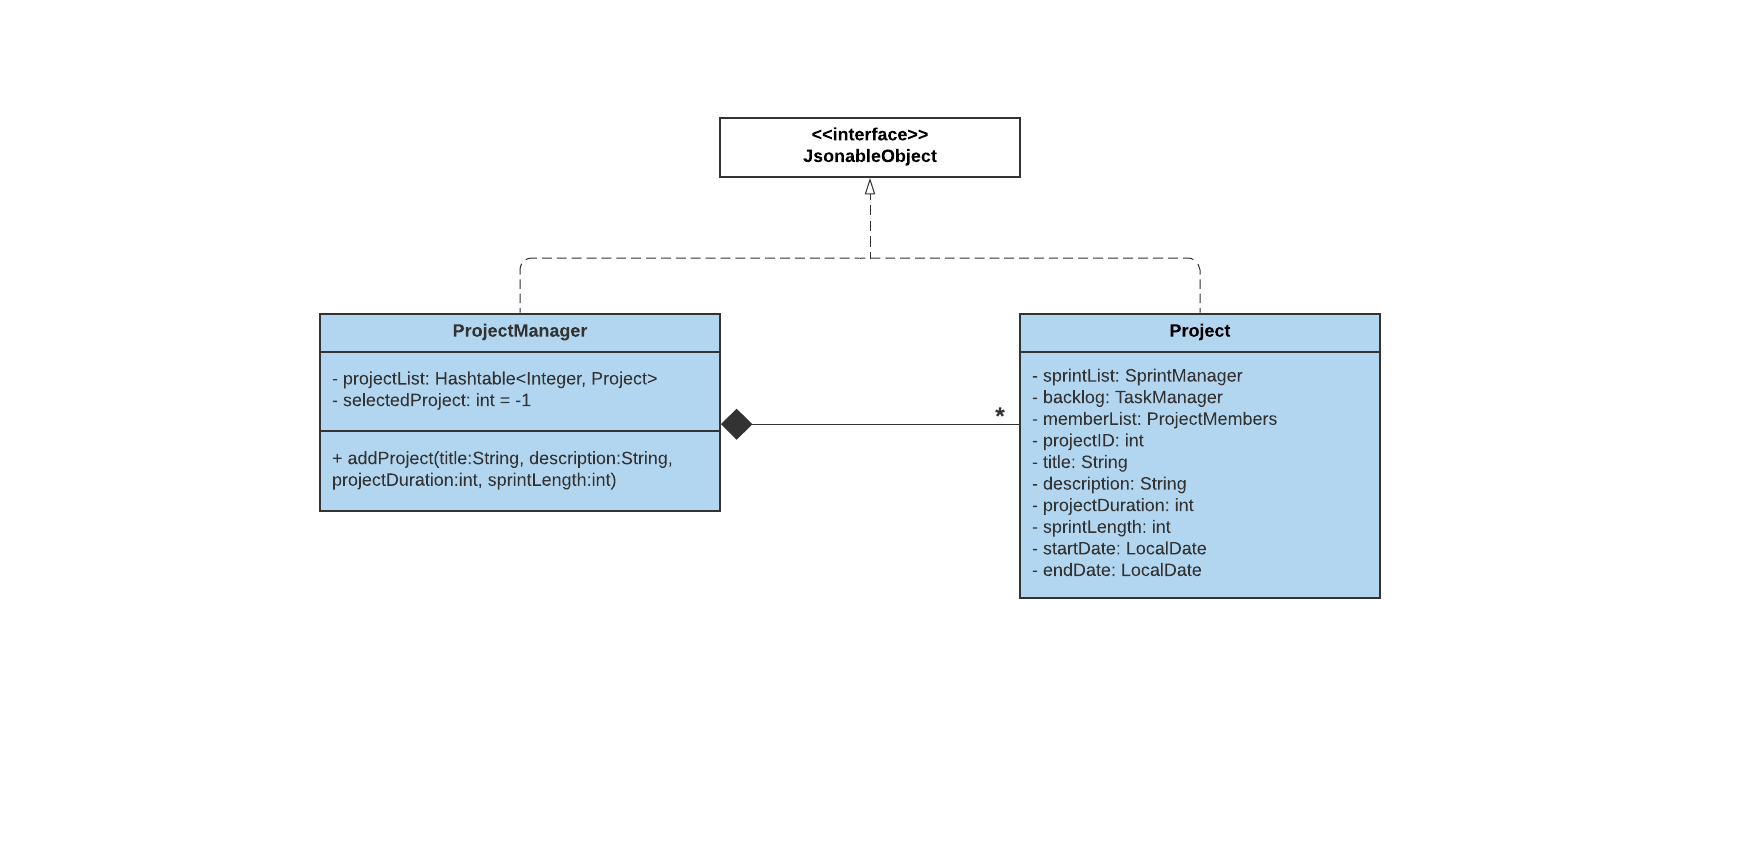 <<interface>>
JsonableObject
ProjectManager
- projectList: Hashtable<Integer, Project>
- selectedProject: int = -1
+ addProject(title:String, description:String,
projectDuration:int, sprintLength:int)
*
Project
- sprintList: SprintManager
- backlog: TaskManager
- memberList: ProjectMembers
- projectID: int
- title: String
- description: String
- projectDuration: int
- sprintLength: int
- startDate: LocalDate
- endDate: LocalDate